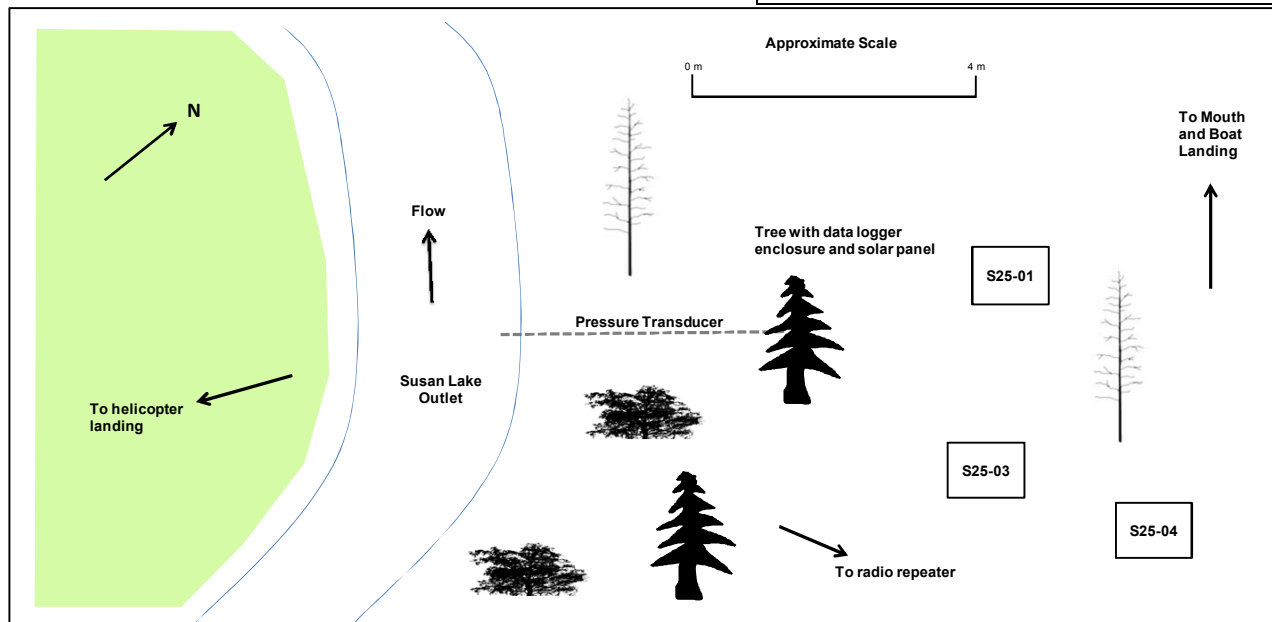 Approximate Scale
0 m
4 m
N
To Mouth
and Boat
Landing
Flow
Tree with data logger
enclosure and solar panel
S25-01
Pressure Transducer
Susan Lake
Outlet
To helicopter
landing
S25-03
S25-04
To radio repeater